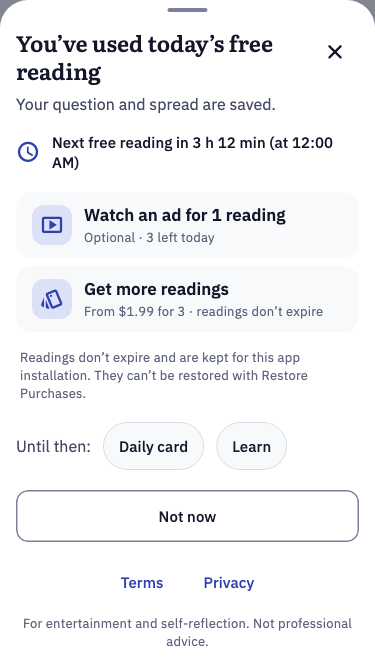 You’ve used today’s free
reading
Your question and spread are saved.
Next free reading in 3 h 12 min (at 12:00
AM)
Watch an ad for 1 reading
Optional · 3 left today
Get more readings
From $1.99 for 3 · readings don’t expire
Readings don’t expire and are kept for this app
installation. They can’t be restored with Restore
Purchases.
Until then:
Daily card
Learn
Not now
Terms
Privacy
For entertainment and self-reflection. Not professional
advice.